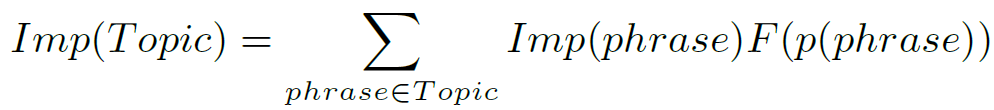 Imp(Topic) = ∑ Imp(phrase)F(p(phrase))
phrase∈Topic